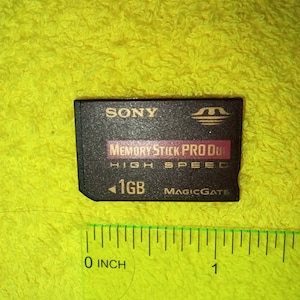 SONY
MEMORY STICK PRO DUO
HIGH SPEED
◄1GB MAGICGATE
0 INCH 1